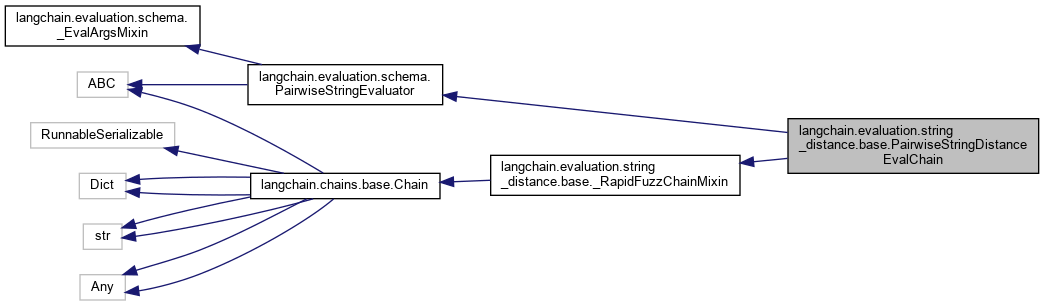 langchain.evaluation.schema.
_EvalArgsMixin
ABC
langchain.evaluation.schema.
PairwiseStringEvaluator
RunnableSerializable
langchain.evaluation.string
_distance.base.PairwiseStringDistance
EvalChain
langchain.evaluation.string
_distance.base._RapidFuzzChainMixin
Dict
langchain.chains.base.Chain
str
Any